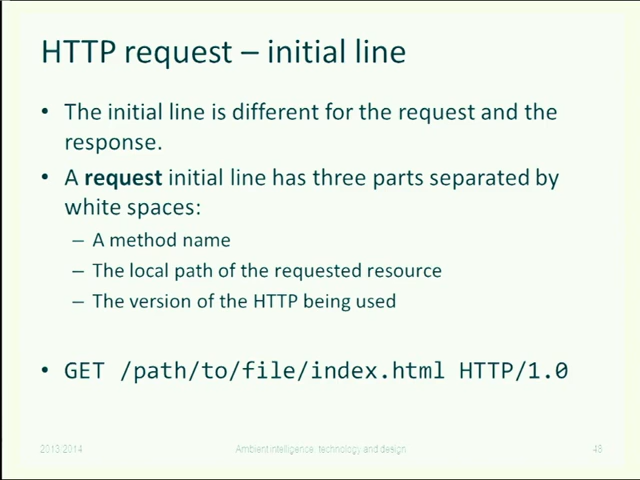 HTTP request – initial line
• The initial line is different for the request and the
response.
• A request initial line has three parts separated by
white spaces:
– A method name
– The local path of the requested resource
– The version of the HTTP being used
• GET /path/to/file/index.html HTTP/1.0
2013/2014 Ambient intelligence: technology and design 48